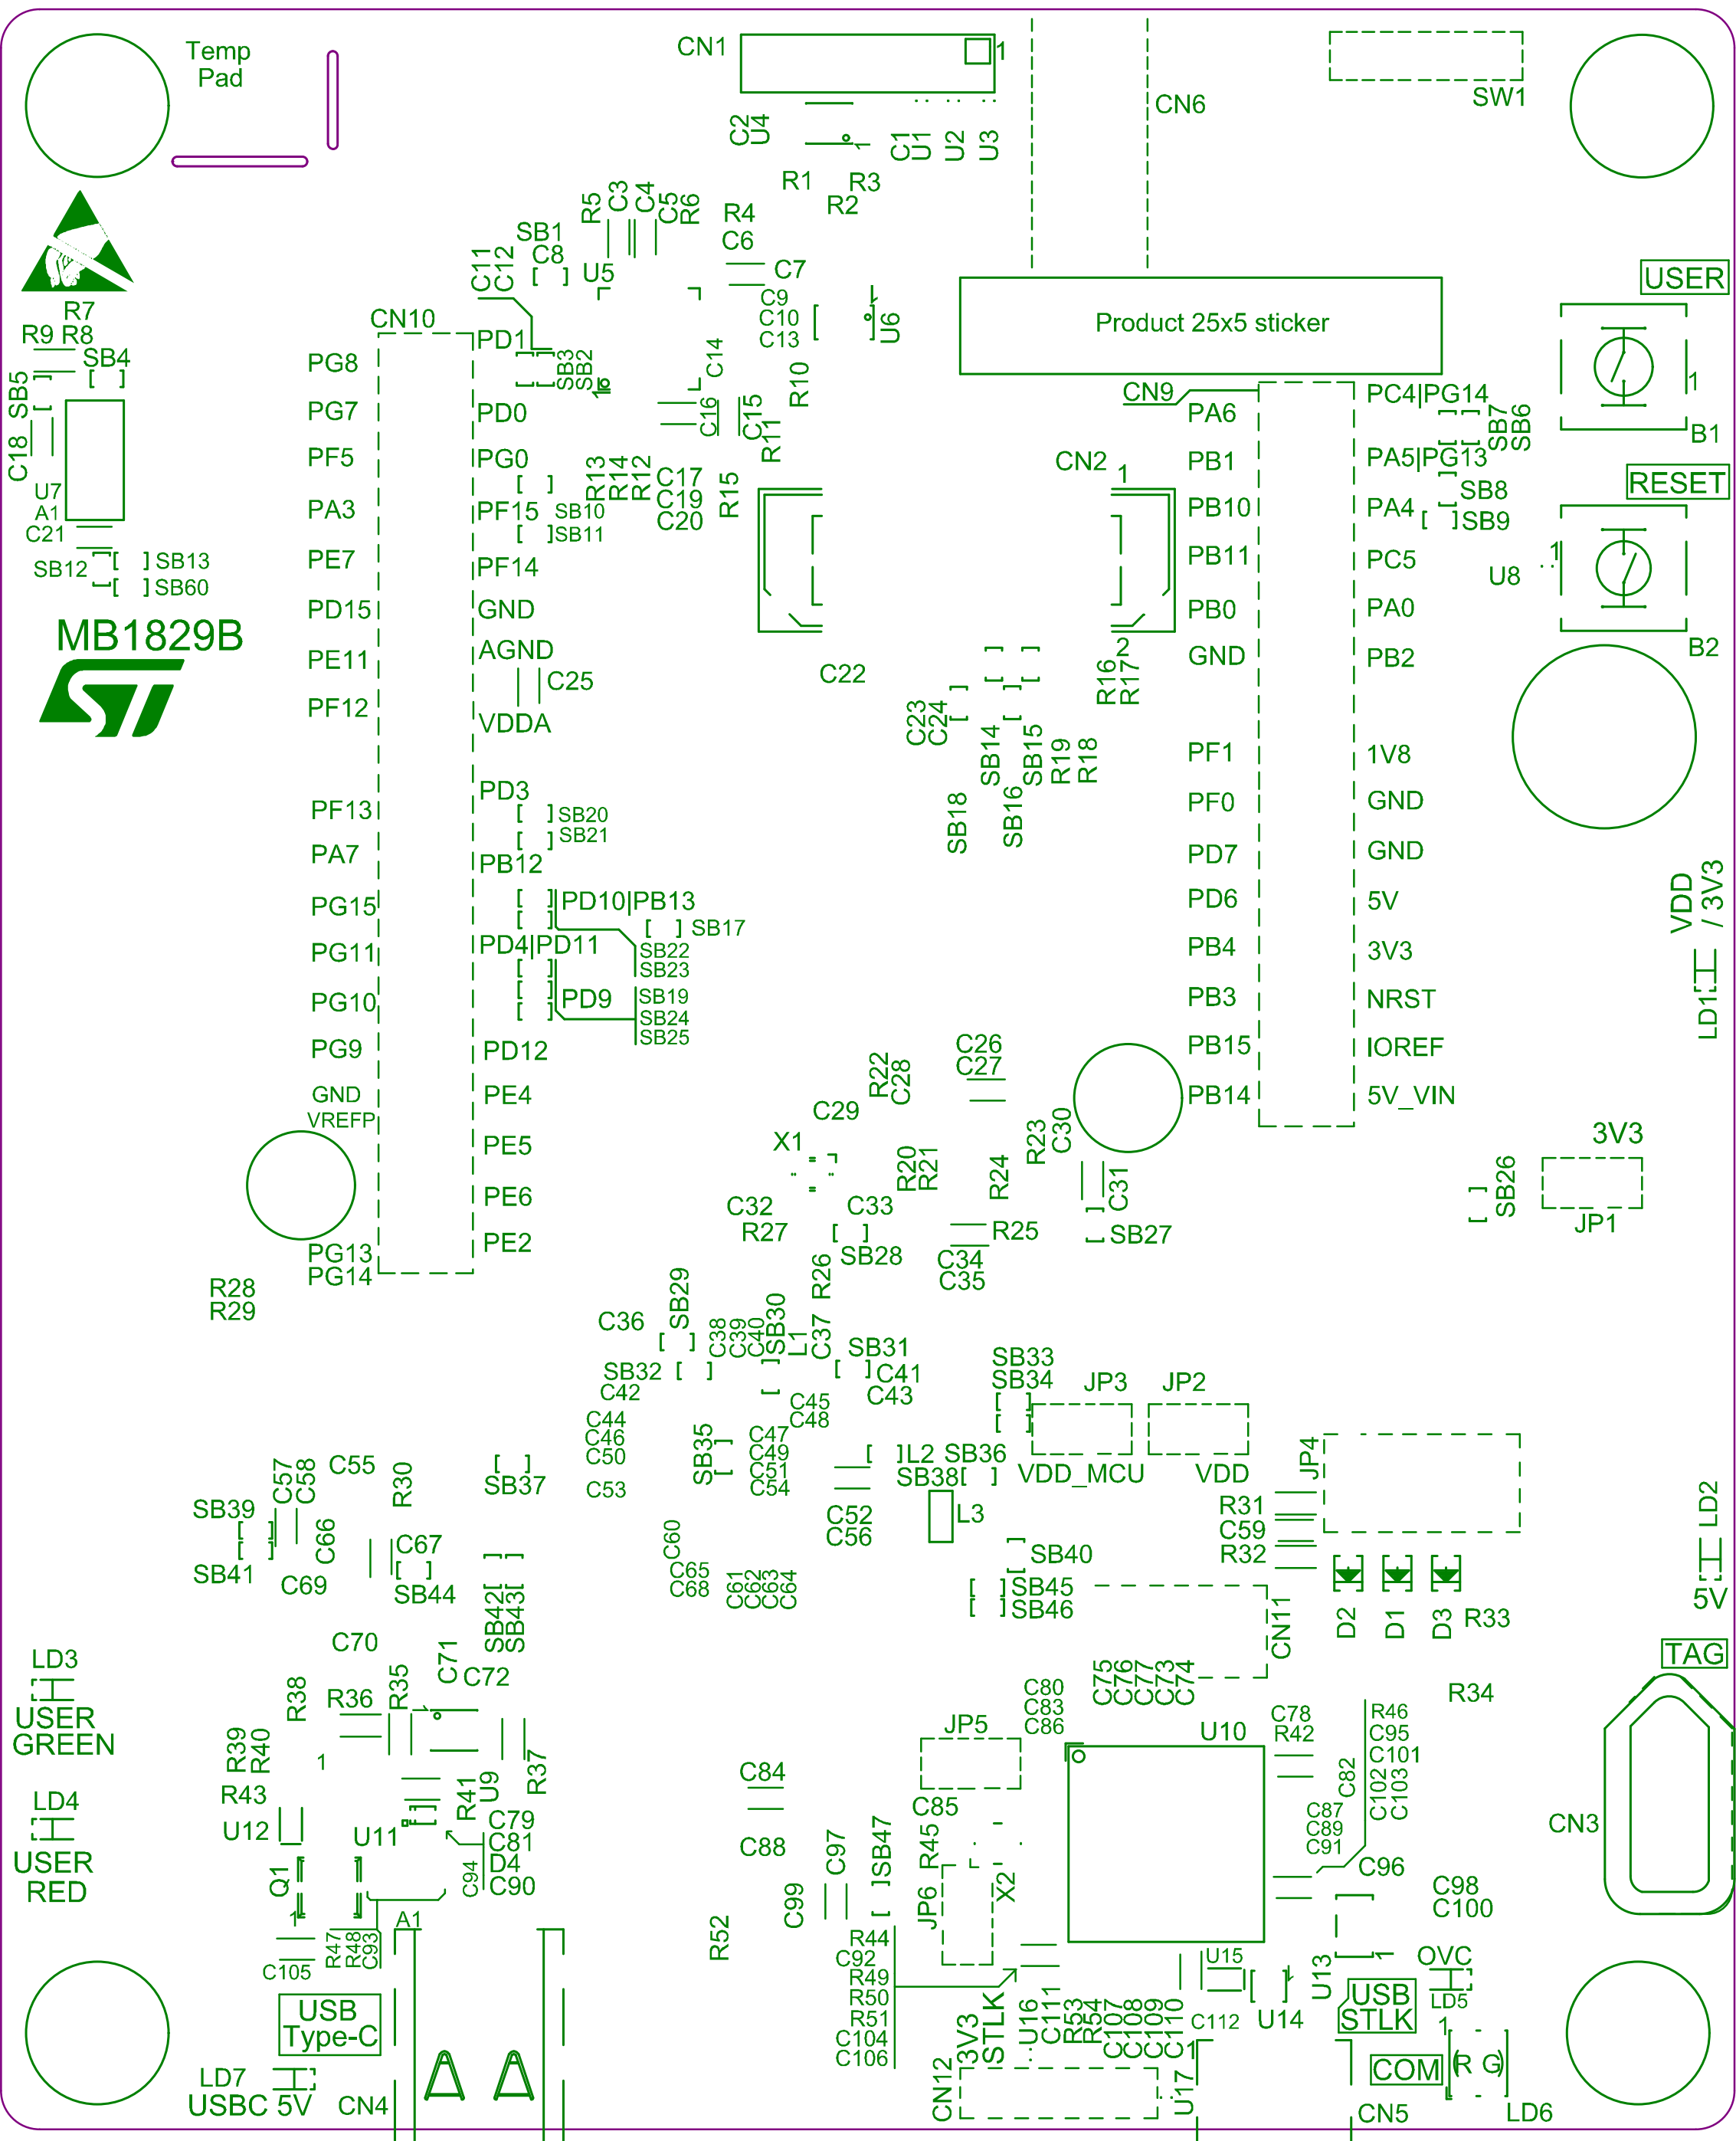 Temp
Pad
CN1
1
CN6
SW1
C2
U4
1
C1
U1
U2
U3
R1
R3
R2
R5
C3
C4
C5
R6
R4
C6
SB1
C8
C11
C12
U5
C7
C9
C10
C13
1
U6
USER
Product 25x5 sticker
R7
R9 R8
SB4
SB5
C18
U7
A1
C21
SB12
SB13
SB60
MB1829B
ST
CN10
PG8
PG7
PF5
PA3
PE7
PD15
PE11
PF12
PF13
PA7
PG15
PG11
PG10
PG9
GND
VREFP
PG13
PG14
PD1
PD0
PG0
PF15
PF14
GND
AGND
C25
VDDA
PD3
PB12
PD10|PB13
PD4|PD11
PD9
PD12
PE4
PE5
PE6
PE2
SB3
SB2
1
C14
C16
C15
R10
R11
R13
R14
R12
C17
C19
C20
R15
SB10
SB11
SB20
SB21
SB17
SB22
SB23
SB19
SB24
SB25
CN2
1
2
C22
C23
C24
SB14
SB15
SB18
SB16
R19
R18
R16
R17
CN9
PA6
PB1
PB10
PB11
PB0
GND
PF1
PF0
PD7
PD6
PB4
PB3
PB15
PB14
PC4|PG14
PA5|PG13
PA4
PC5
PA0
PB2
1V8
GND
GND
5V
3V3
NRST
IOREF
5V_VIN
SB7
SB6
SB8
SB9
1
B1
RESET
1
U8
B2
VDD
/ 3V3
LD1
C26
C27
R22
C28
C29
X1
R20
R21
R24
R23
C30
C31
C32
C33
R27
SB28
R25
SB27
C34
C35
R26
3V3
SB26
JP1
R28
R29
C36
SB29
C38
C39
C40
SB30
L1
C37
SB31
SB32
C41
C42
C43
C44
C46
C50
C53
C45
C48
C47
C49
C51
C54
SB35
SB33
SB34
JP3
JP2
L2
SB36
SB38
VDD_MCU
VDD
JP4
L3
C52
C56
R31
C59
R32
SB40
SB45
SB46
CN11
D2
D1
D3
R33
LD2
5V
C57
C58
C55
R30
SB37
SB39
SB41
C66
C67
C69
SB44
SB42
SB43
C60
C65
C68
C61
C62
C63
C64
TAG
R34
CN3
LD3
USER
GREEN
LD4
USER
RED
C70
C71
C72
R38
R36
R35
R39
R40
1
R43
U12
U11
R41
U9
R37
C79
C81
D4
C90
C94
Q1
1
A1
R47
R48
C93
C105
C75
C76
C77
C73
C74
C80
C83
C86
JP5
U10
C78
R42
R46
C95
C101
C82
C102
C103
C87
C89
C91
C96
C84
C85
C88
C97
SB47
R45
X2
JP6
C99
R52
R44
C92
R49
R50
R51
C104
C106
C98
C100
U13
1
OVC
LD5
U15
U14
USB
STLK
1
R G
COM
CN5
LD6
3V3
STLK
U16
C111
R53
R54
C107
C108
C109
C110
C112
1
U17
CN12
USB
Type-C
LD7
USBC 5V
CN4